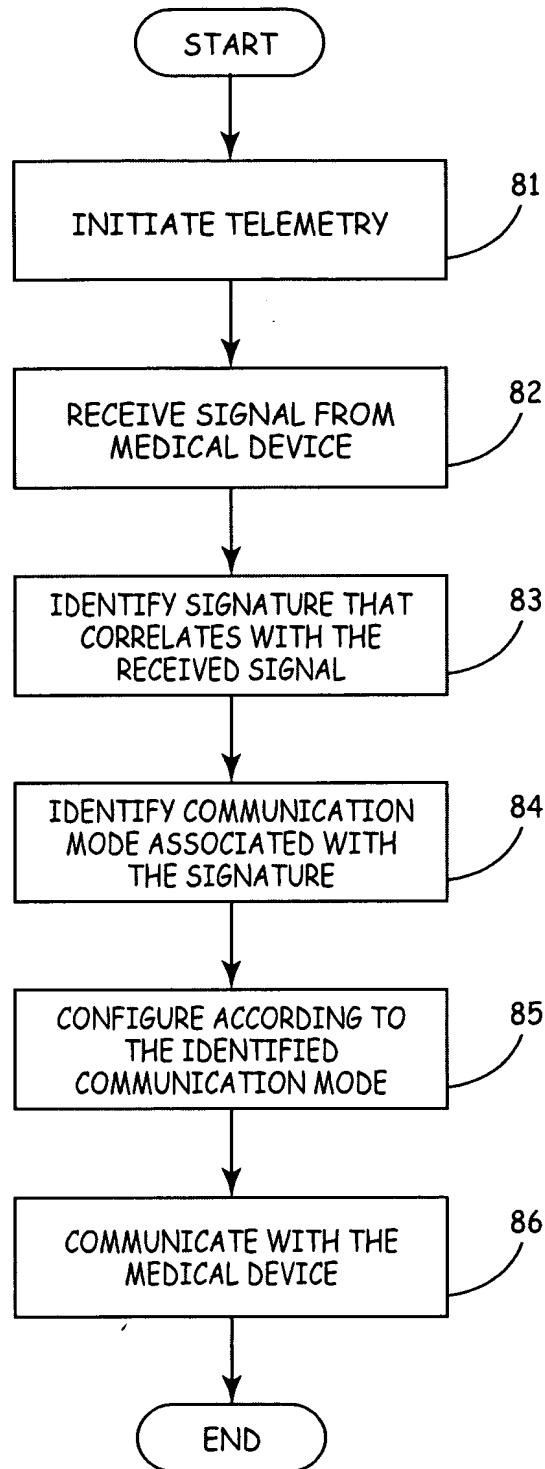 START
INITIATE TELEMETRY
81
RECEIVE SIGNAL FROM
MEDICAL DEVICE
82
IDENTIFY SIGNATURE THAT
CORRELATES WITH THE
RECEIVED SIGNAL
83
IDENTIFY COMMUNICATION
MODE ASSOCIATED WITH
THE SIGNATURE
84
CONFIGURE ACCORDING TO
THE IDENTIFIED
COMMUNICATION MODE
85
COMMUNICATE WITH THE
MEDICAL DEVICE
86
END